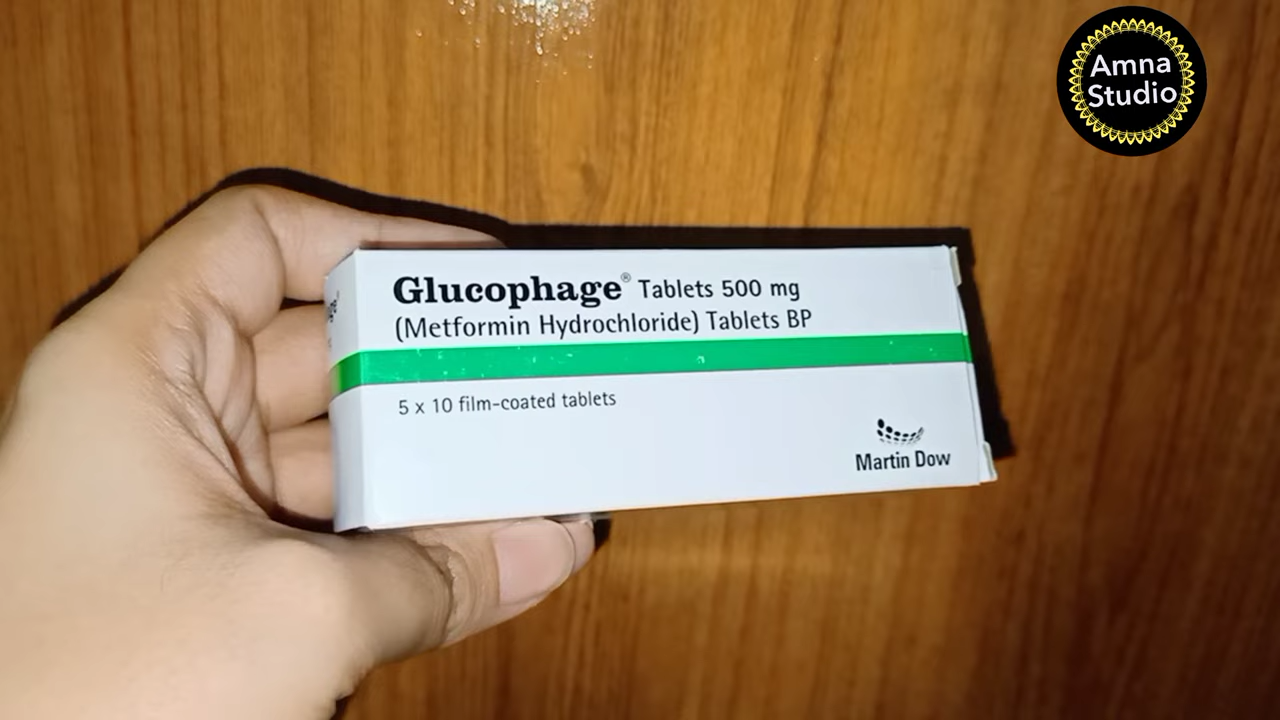 Amna
Studio
Glucophage® Tablets 500 mg
(Metformin Hydrochloride) Tablets BP
5 x 10 film-coated tablets
Martin Dow